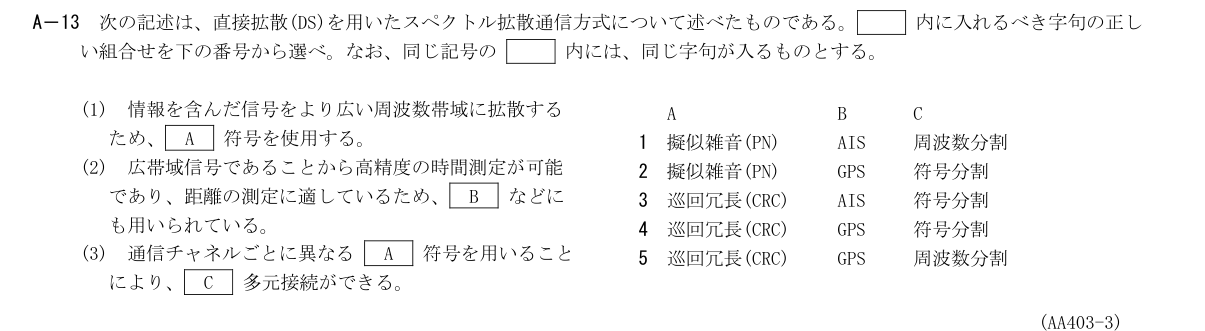 A－13 次の記述は、直接拡散(DS)を用いたスペクトル拡散通信方式について述べたものである。 内に入れるべき字句の正し
い組合せを下の番号から選べ。なお、同じ記号の 内には、同じ字句が入るものとする。
(1) 情報を含んだ信号をより広い周波数帯域に拡散する
ため、 A 符号を使用する。
(2) 広帯域信号であることから高精度の時間測定が可能
であり、距離の測定に適しているため、 B などに
も用いられている。
(3) 通信チャネルごとに異なる A 符号を用いること
により、 C 多元接続ができる。
A B C
1 擬似雑音(PN) AIS 周波数分割
2 擬似雑音(PN) GPS 符号分割
3 巡回冗長(CRC) AIS 符号分割
4 巡回冗長(CRC) GPS 符号分割
5 巡回冗長(CRC) GPS 周波数分割
(AA403-3)